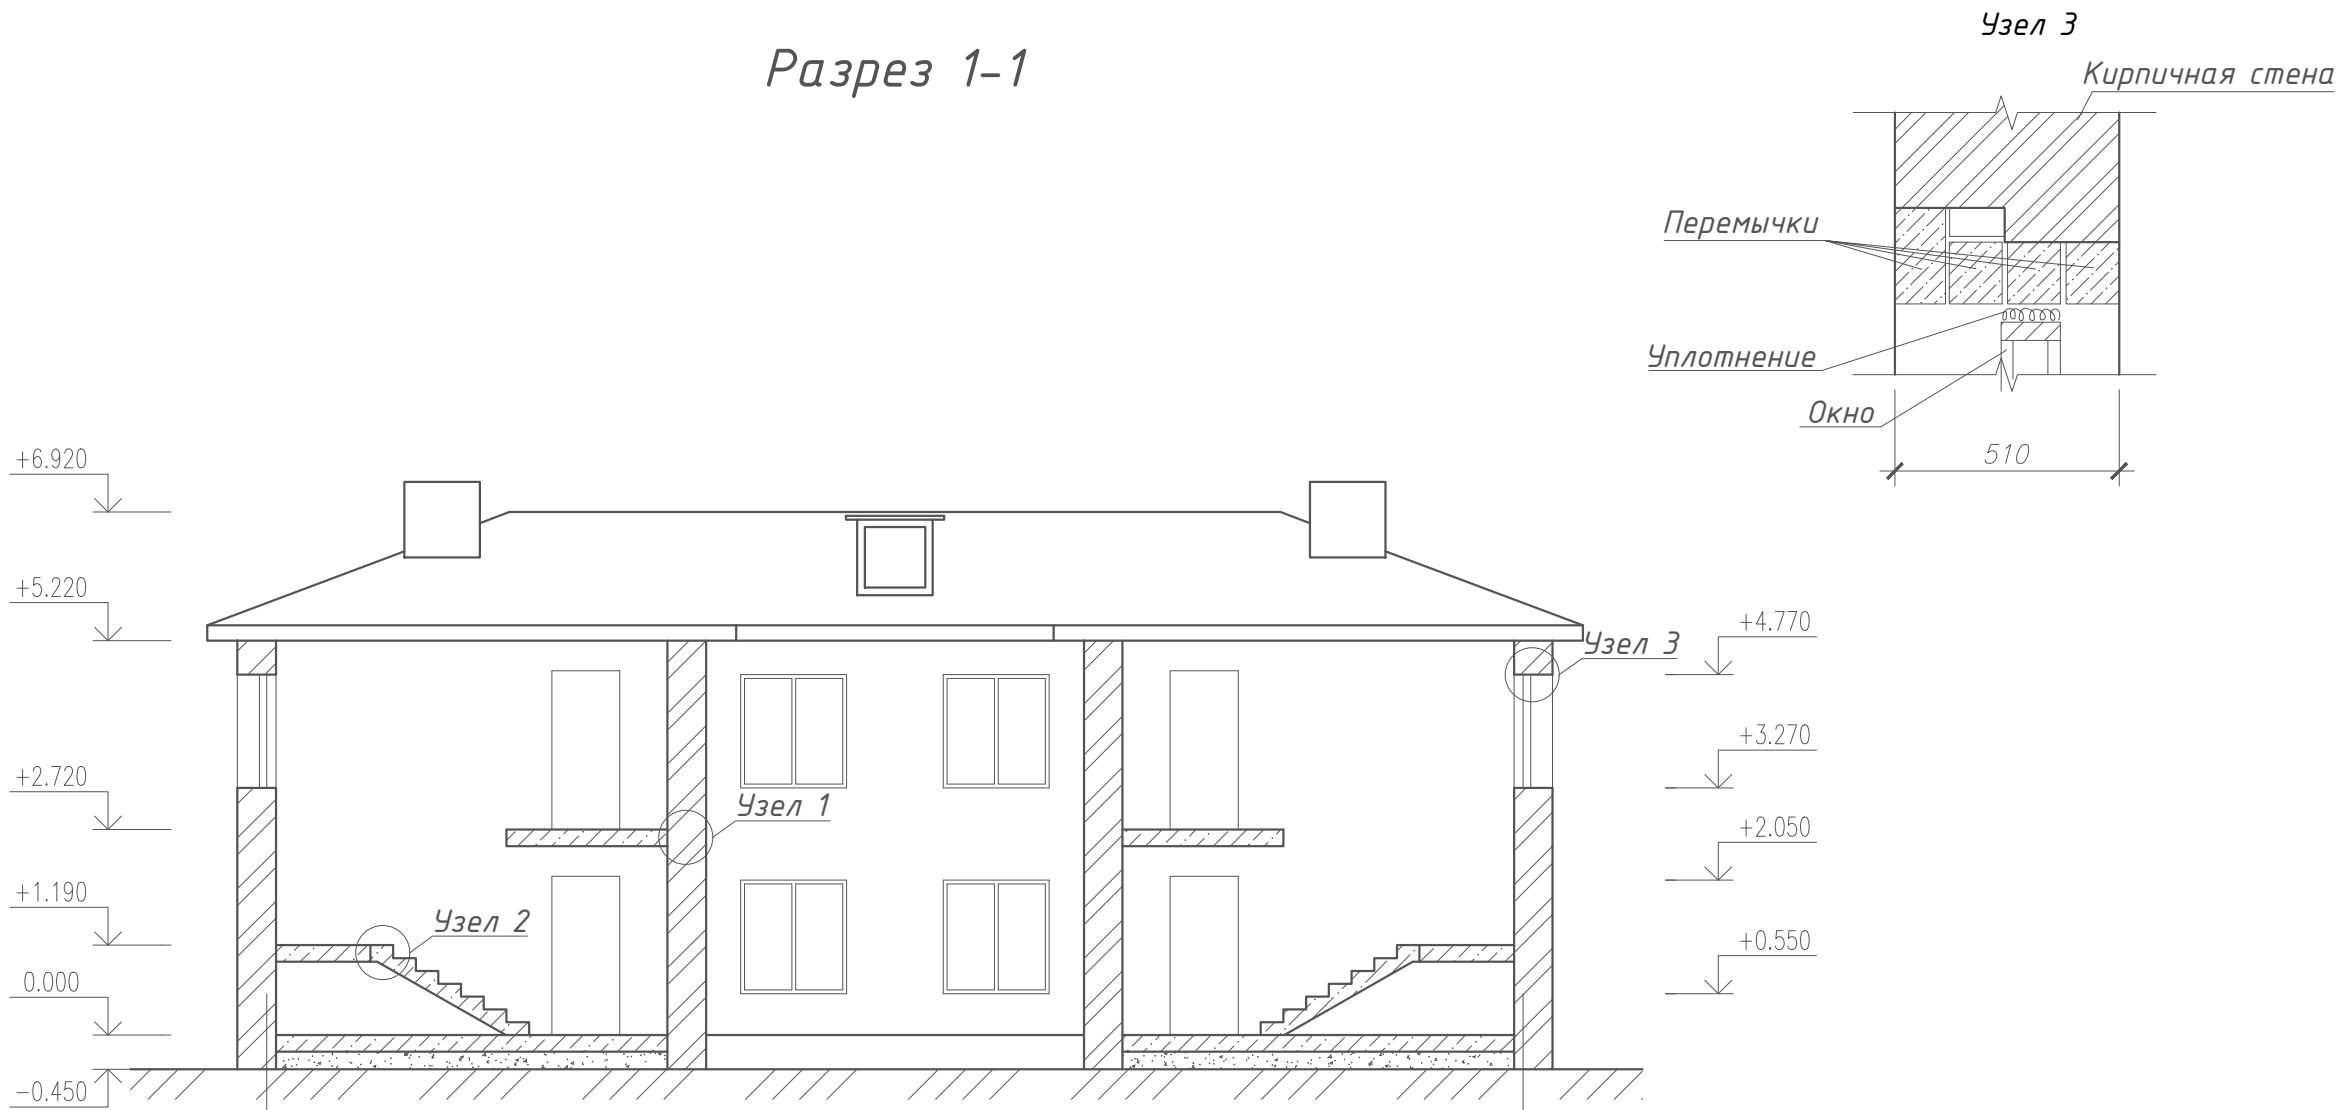 Узел 3
Разрез 1-1
Кирпичная стена
Перемычки
Уплотнение
Окно
510
+6.920
+5.220
+4.770
Узел 3
+3.270
+2.720
Узел 1
+2.050
+1.190
Узел 2
+0.550
0.000
-0.450